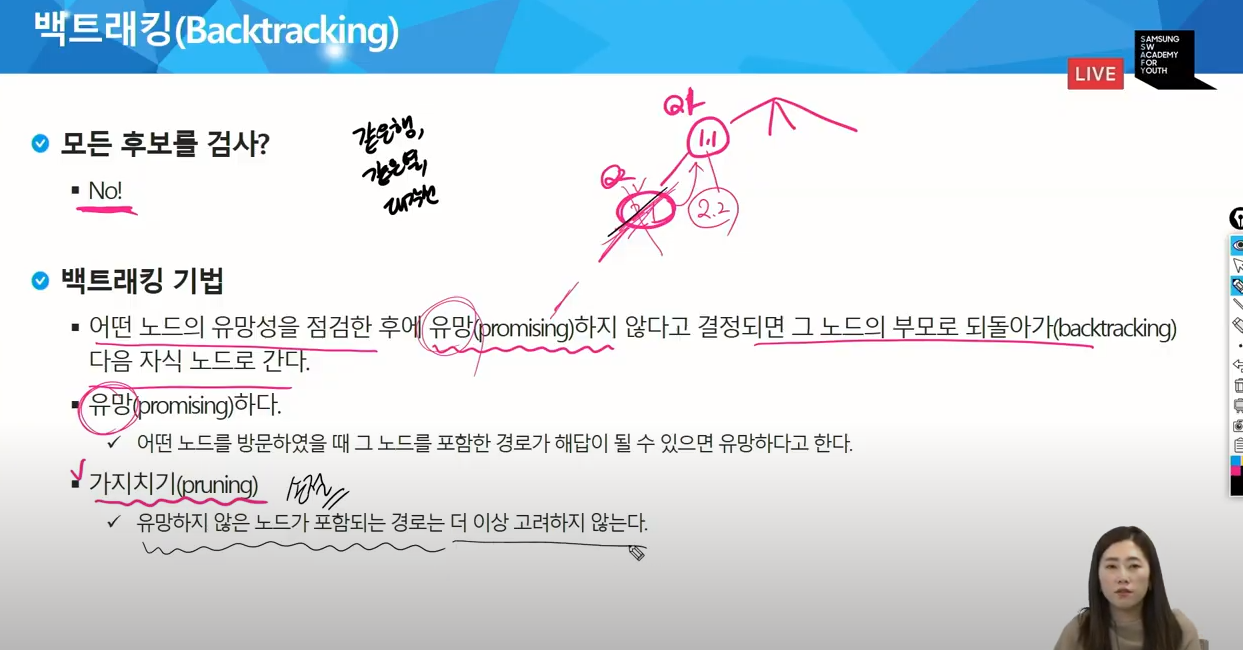 백트래킹(Backtracking)
SAMSUNG
SW
ACADEMY
FOR
YOUTH
LIVE
모든 후보를 검사?
No!
같은행,
같은열,
대각선
Q1
1.1
Q2
2.2
백트래킹 기법
어떤 노드의 유망성을 점검한 후에 유망(promising)하지 않다고 결정되면 그 노드의 부모로 되돌아가(backtracking)
다음 자식 노드로 간다.
유망(promising)하다.
어떤 노드를 방문하였을 때 그 노드를 포함한 경로가 해답이 될 수 있으면 유망하다고 한다.
가지치기(pruning)
유망하지 않은 노드가 포함되는 경로는 더 이상 고려하지 않는다.